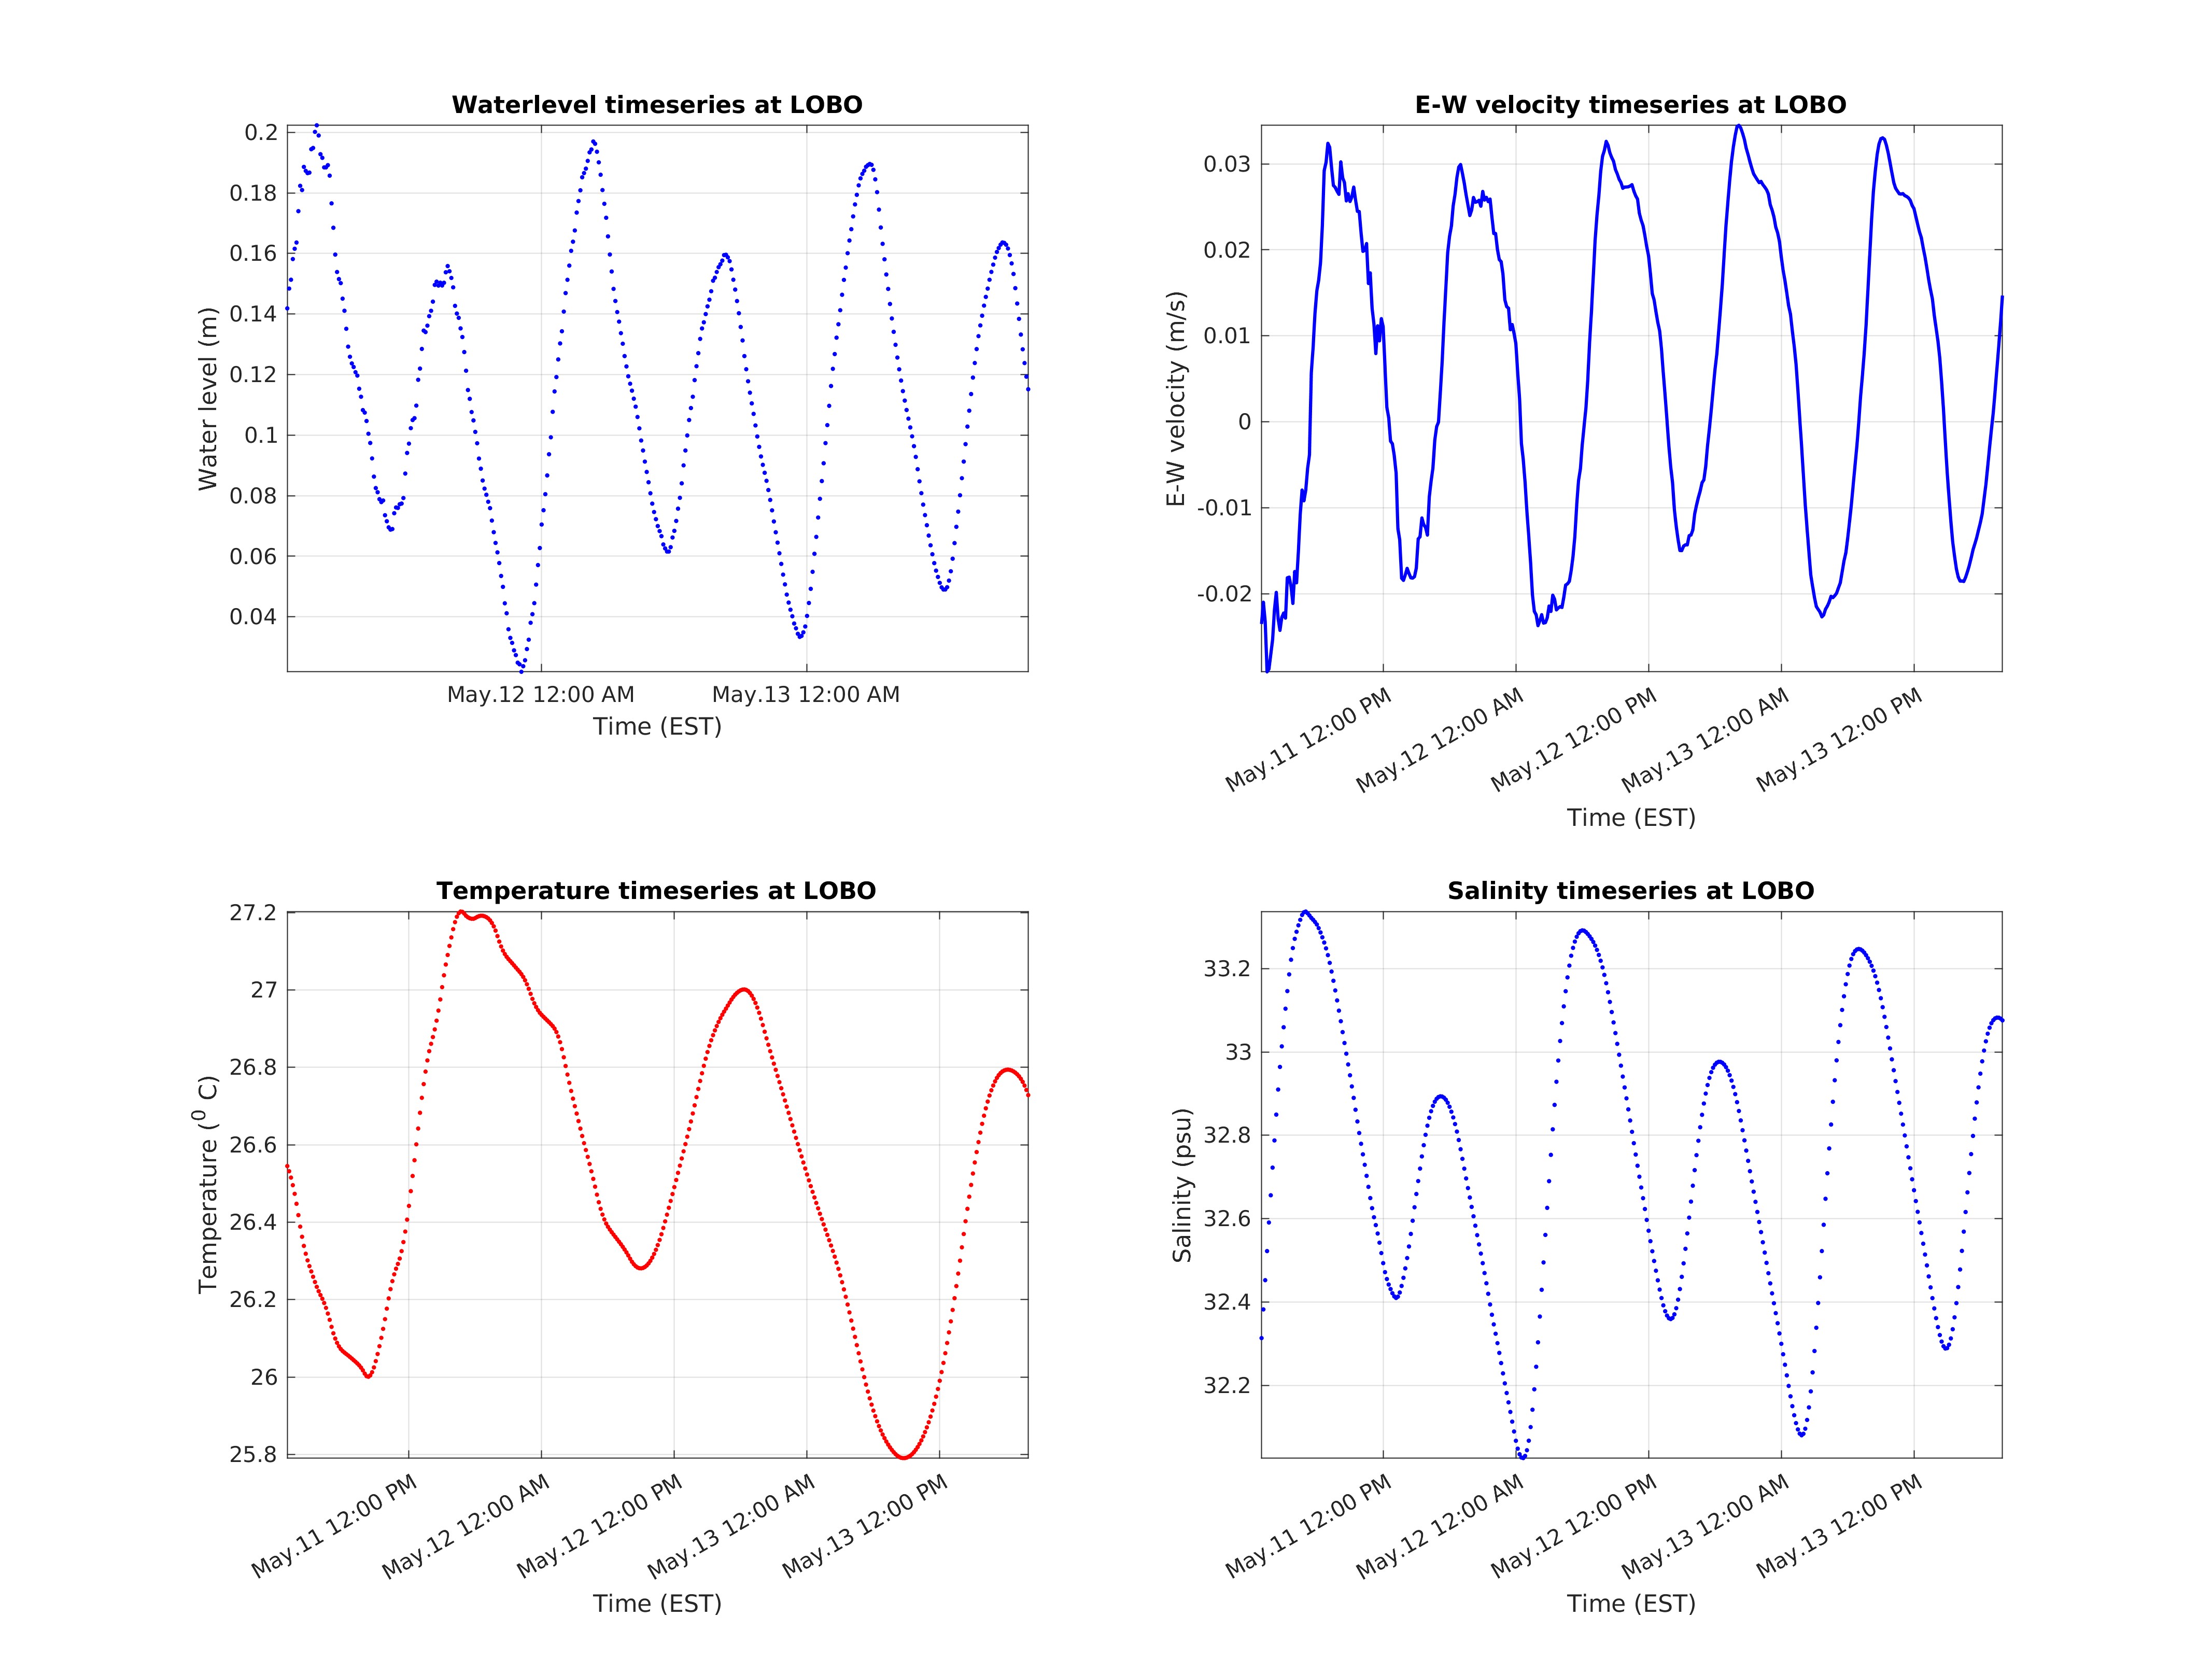 Waterlevel timeseries at LOBO
0.2
0.18
0.16
0.14
0.12
0.1
0.08
0.06
0.04
Water level (m)
May.12 12:00 AM May.13 12:00 AM
Time (EST)
E-W velocity timeseries at LOBO
0.03
0.02
0.01
0
-0.01
-0.02
E-W velocity (m/s)
May.11 12:00 PM
May.12 12:00 AM
May.12 12:00 PM
May.13 12:00 AM
May.13 12:00 PM
Time (EST)
Temperature timeseries at LOBO
27.2
27
26.8
26.6
26.4
26.2
26
25.8
Temperature (⁰ C)
May.11 12:00 PM
May.12 12:00 AM
May.12 12:00 PM
May.13 12:00 AM
May.13 12:00 PM
Time (EST)
Salinity timeseries at LOBO
33.2
33
32.8
32.6
32.4
32.2
Salinity (psu)
May.11 12:00 PM
May.12 12:00 AM
May.12 12:00 PM
May.13 12:00 AM
May.13 12:00 PM
Time (EST)